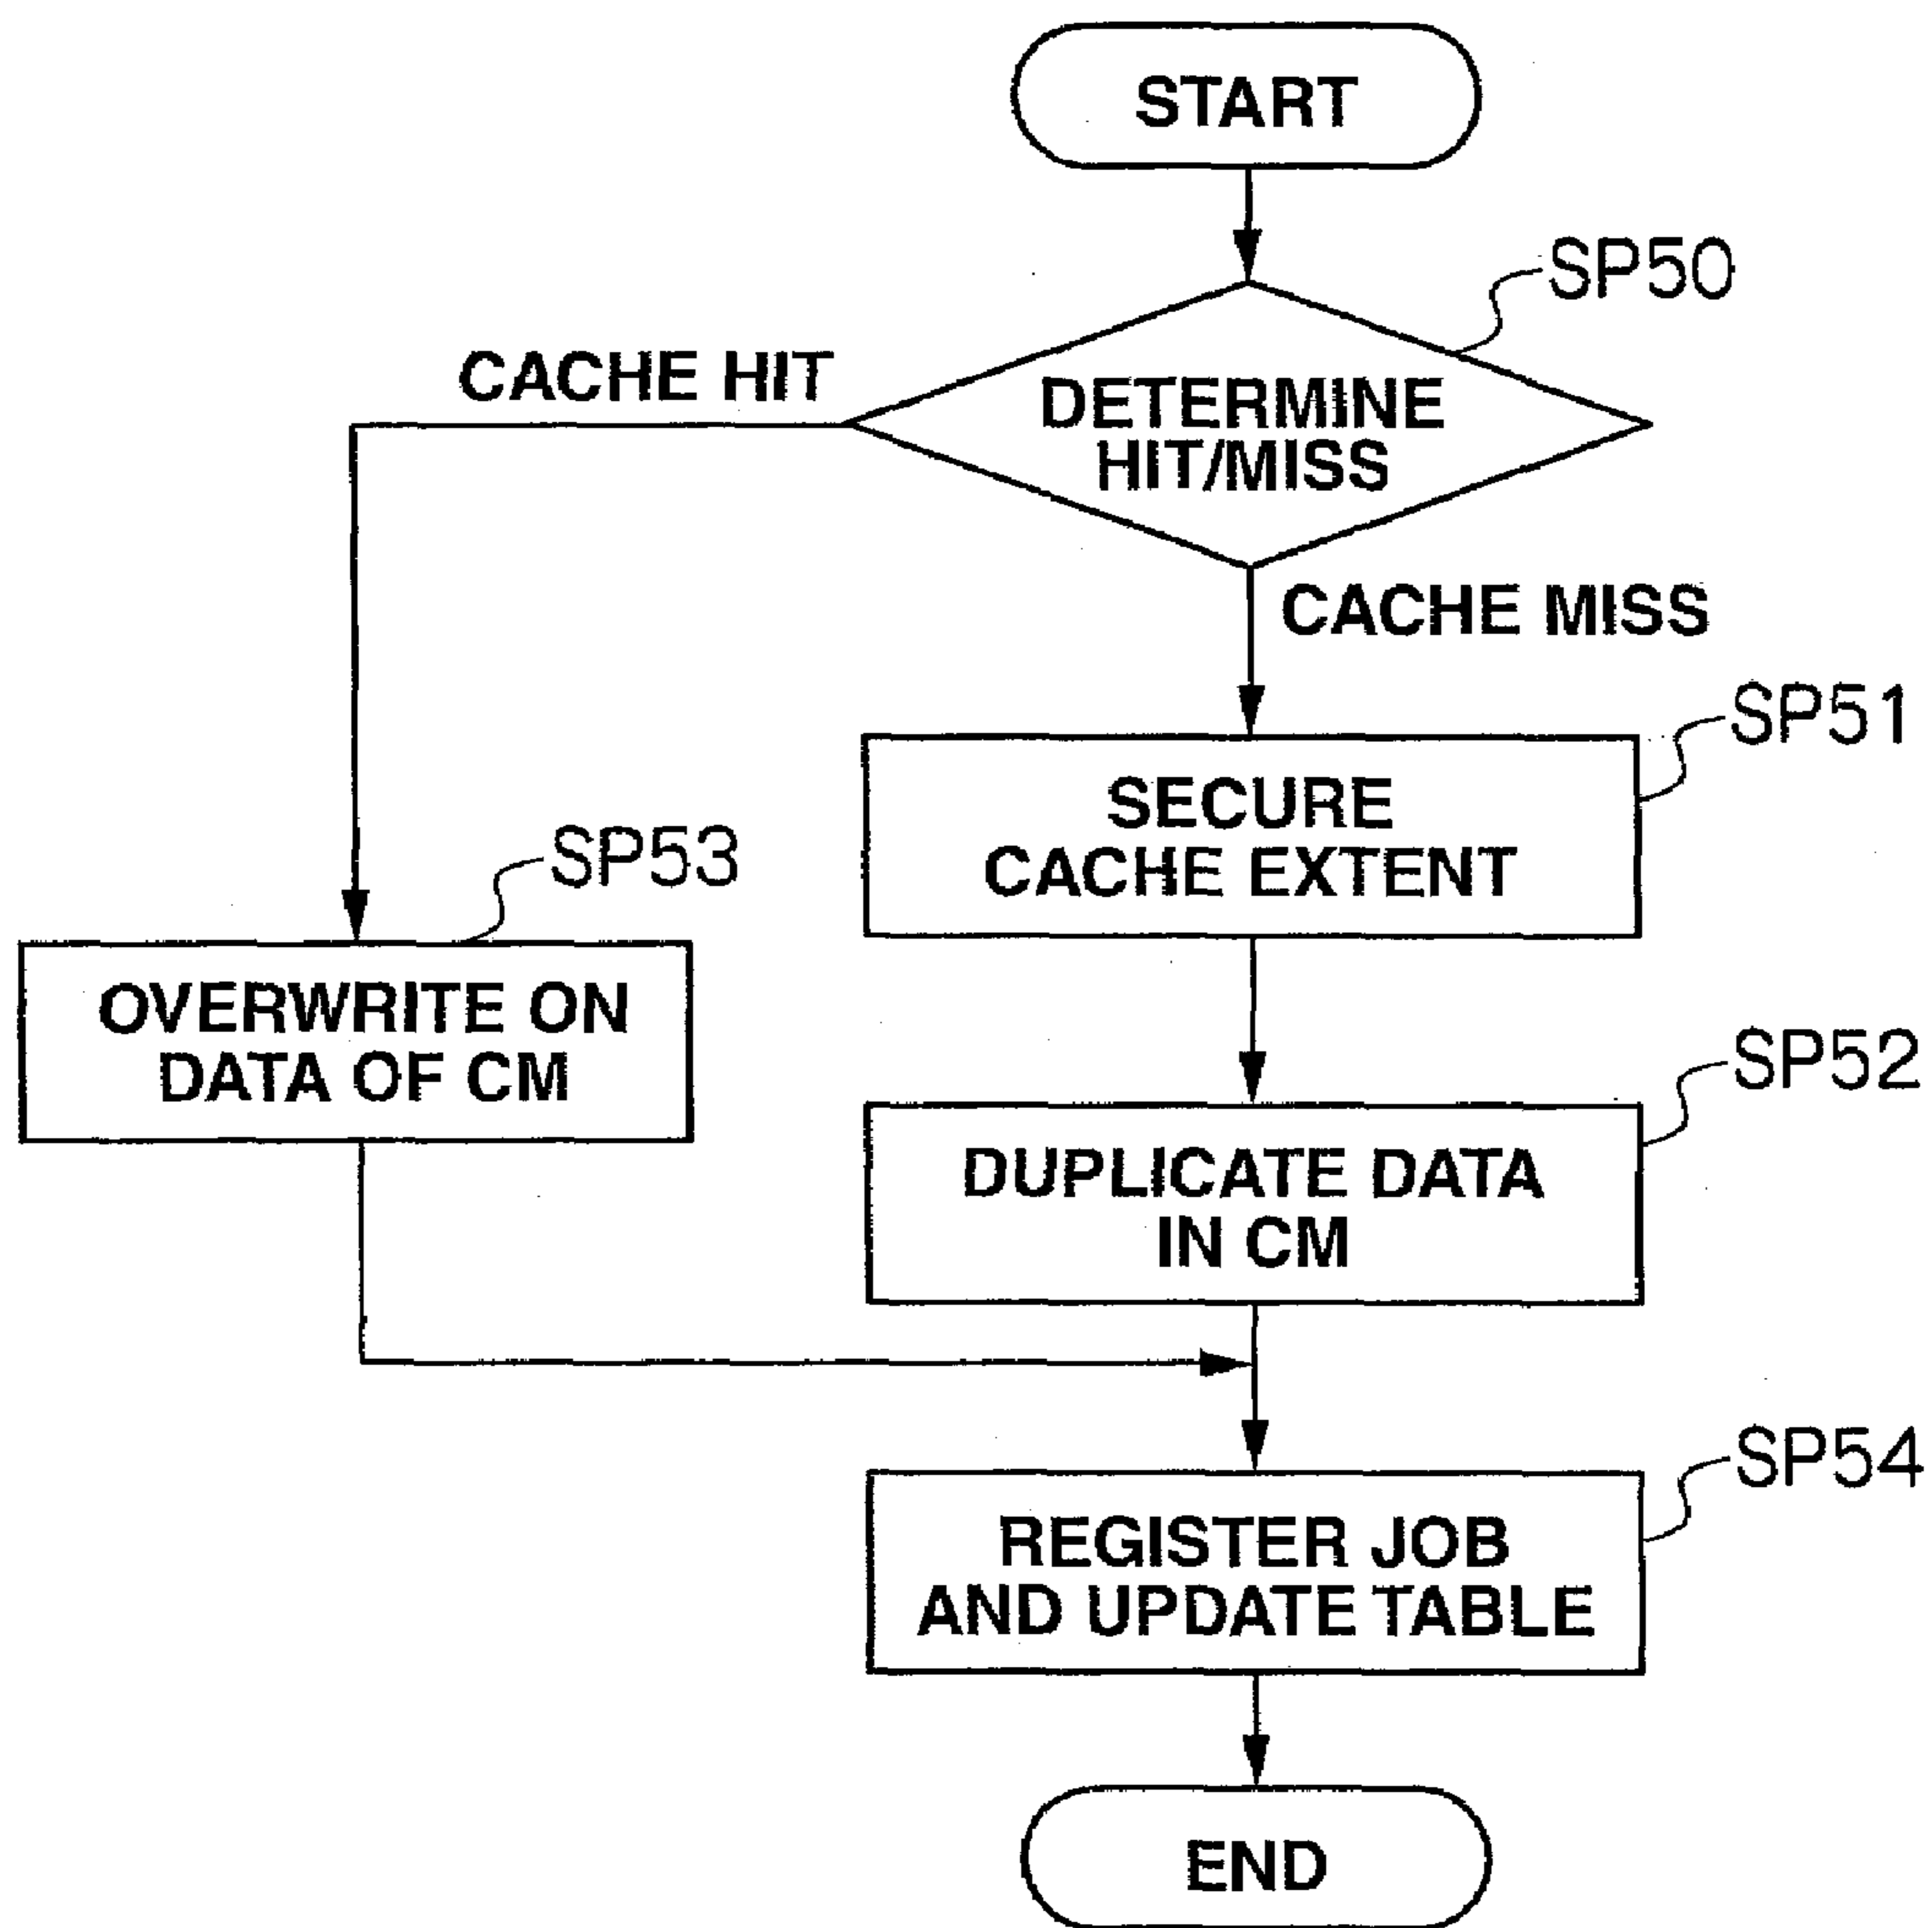 START
SP50
CACHE HIT
DETERMINE
HIT/MISS
CACHE MISS
SP51
SECURE
CACHE EXTENT
SP53
OVERWRITE ON
DATA OF CM
SP52
DUPLICATE DATA
IN CM
SP54
REGISTER JOB
AND UPDATE TABLE
END